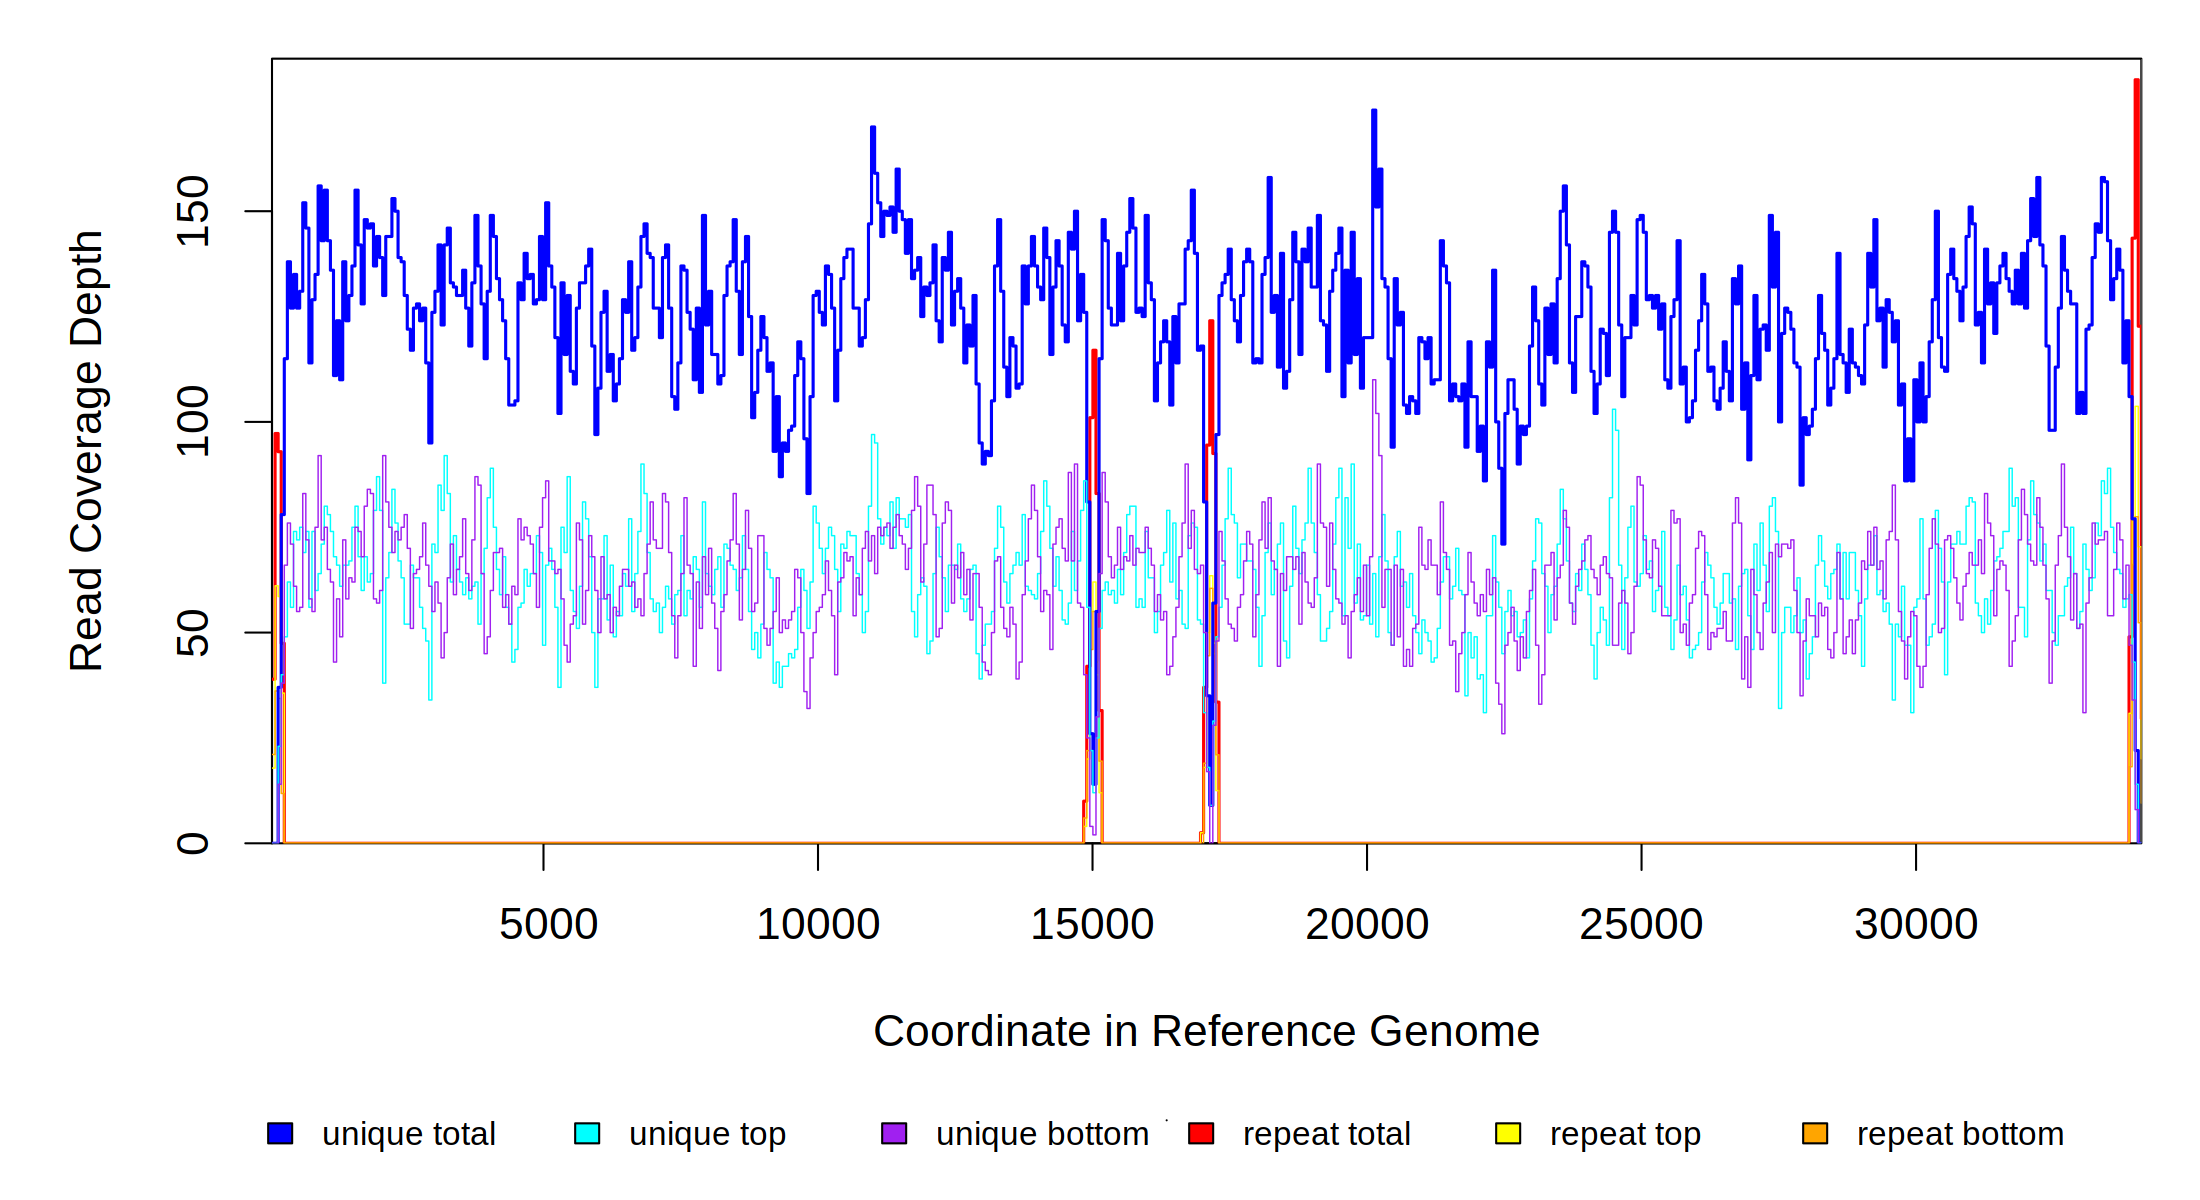 150
100
50
0
Read Coverage Depth
5000 10000 15000 20000 25000 30000
Coordinate in Reference Genome
unique total unique top unique bottom repeat total repeat top repeat bottom